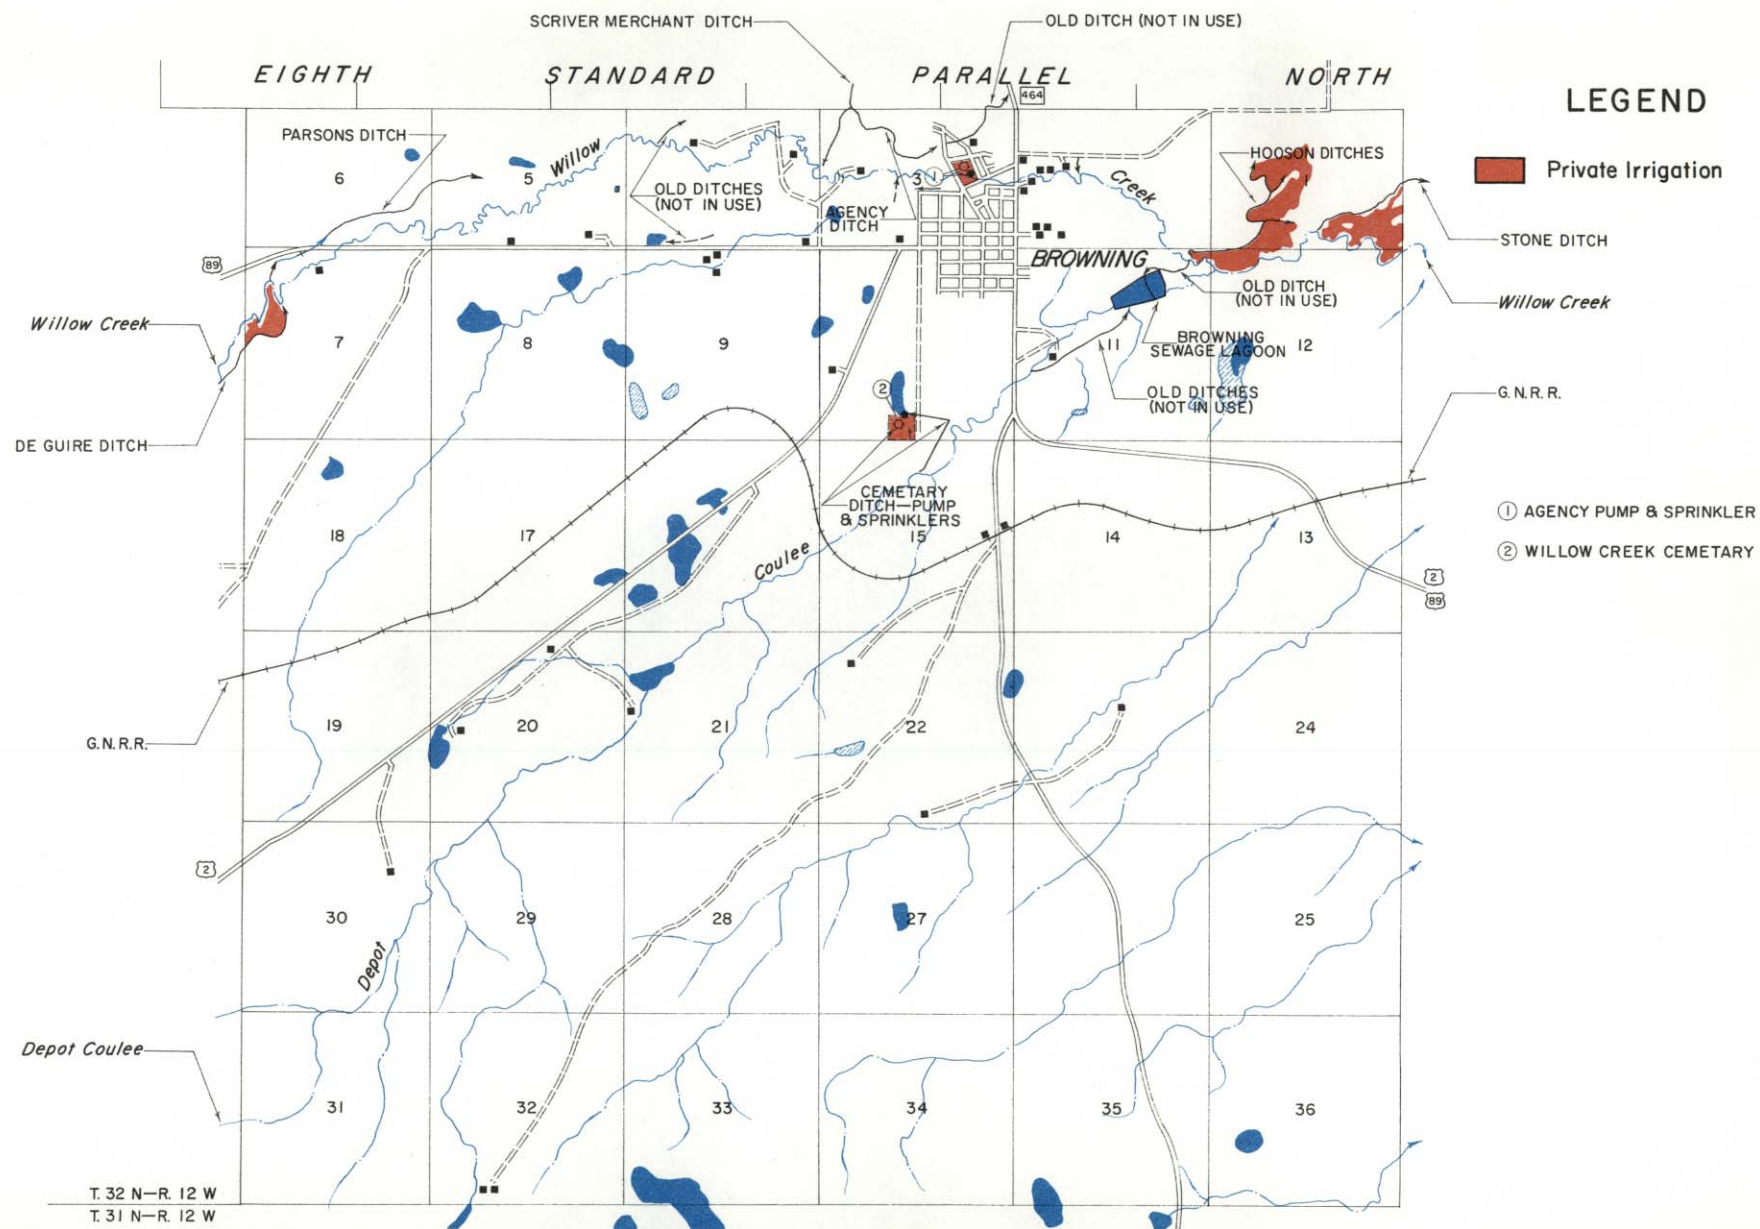 SCRIVER MERCHANT DITCH
OLD DITCH (NOT IN USE)
EIGHTH STANDARD PARALLEL NORTH
464
LEGEND
Private Irrigation
PARSONS DITCH
Willow
HOOSON DITCHES
6
5
OLD DITCHES
(NOT IN USE)
3
1
Creek
1
AGENCY
DITCH
STONE DITCH
89
BROWNING
OLD DITCH
(NOT IN USE)
Willow Creek
Willow Creek
7
8
9
11
BROWNING
SEWAGE LAGOON
12
2
OLD DITCHES
(NOT IN USE)
G.N.R.R.
DE GUIRE DITCH
CEMETARY
DITCH—PUMP
& SPRINKLERS
18
17
15
14
13
1 AGENCY PUMP & SPRINKLER
2 WILLOW CREEK CEMETARY
Coulee
2
89
19
20
21
22
24
G.N.R.R.
2
30
29
28
27
25
Depot
Depot Coulee
31
32
33
34
35
36
T. 32 N—R. 12 W
T. 31 N—R. 12 W